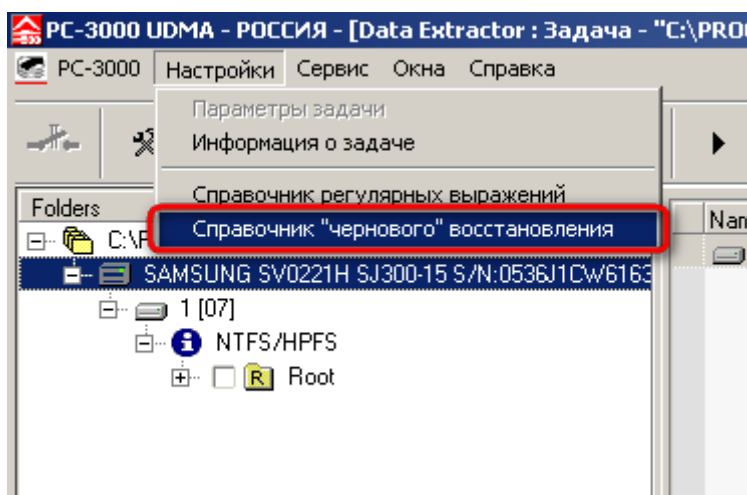 PC-3000 UDMA - РОССИЯ - [Data Extractor : Задача - "C:\PRO
PC-3000 Настройки Сервис Окна Справка
Параметры задачи
Информация о задаче
Справочник регулярных выражений
Справочник "чернового" восстановления
Folders
Nam
C:\P
SAMSUNG SV0221H SJ300-15 S/N:0536J1CW6163
1 [07]
NTFS/HPFS
R Root